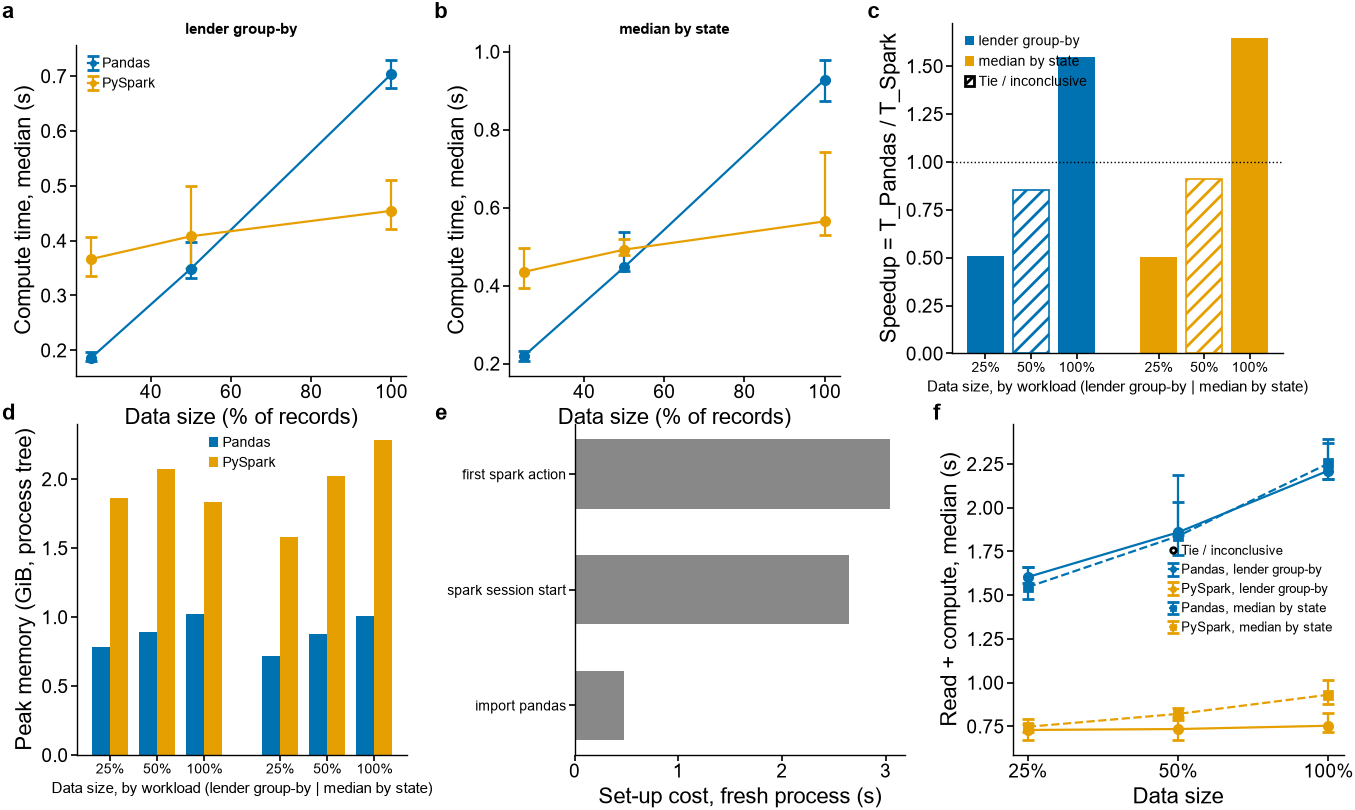 a
lender group-by
Pandas
PySpark
0.7
0.6
0.5
0.4
0.3
0.2
Compute time, median (s)
40
60
80
100
Data size (% of records)
b
median by state
1.0
0.8
0.6
0.4
0.2
Compute time, median (s)
40
60
80
100
Data size (% of records)
c
lender group-by
median by state
Tie / inconclusive
1.50
1.25
1.00
0.75
0.50
0.25
0.00
Speedup = T_Pandas / T_Spark
25%
50%
100%
25%
50%
100%
Data size, by workload (lender group-by | median by state)
d
Pandas
PySpark
2.0
1.5
1.0
0.5
0.0
Peak memory (GiB, process tree)
25%
50%
100%
25%
50%
100%
Data size, by workload (lender group-by | median by state)
e
first spark action
spark session start
import pandas
0
1
2
3
Set-up cost, fresh process (s)
f
2.25
2.00
1.75
1.50
1.25
1.00
0.75
Read + compute, median (s)
Tie / inconclusive
Pandas, lender group-by
PySpark, lender group-by
Pandas, median by state
PySpark, median by state
25%
50%
100%
Data size